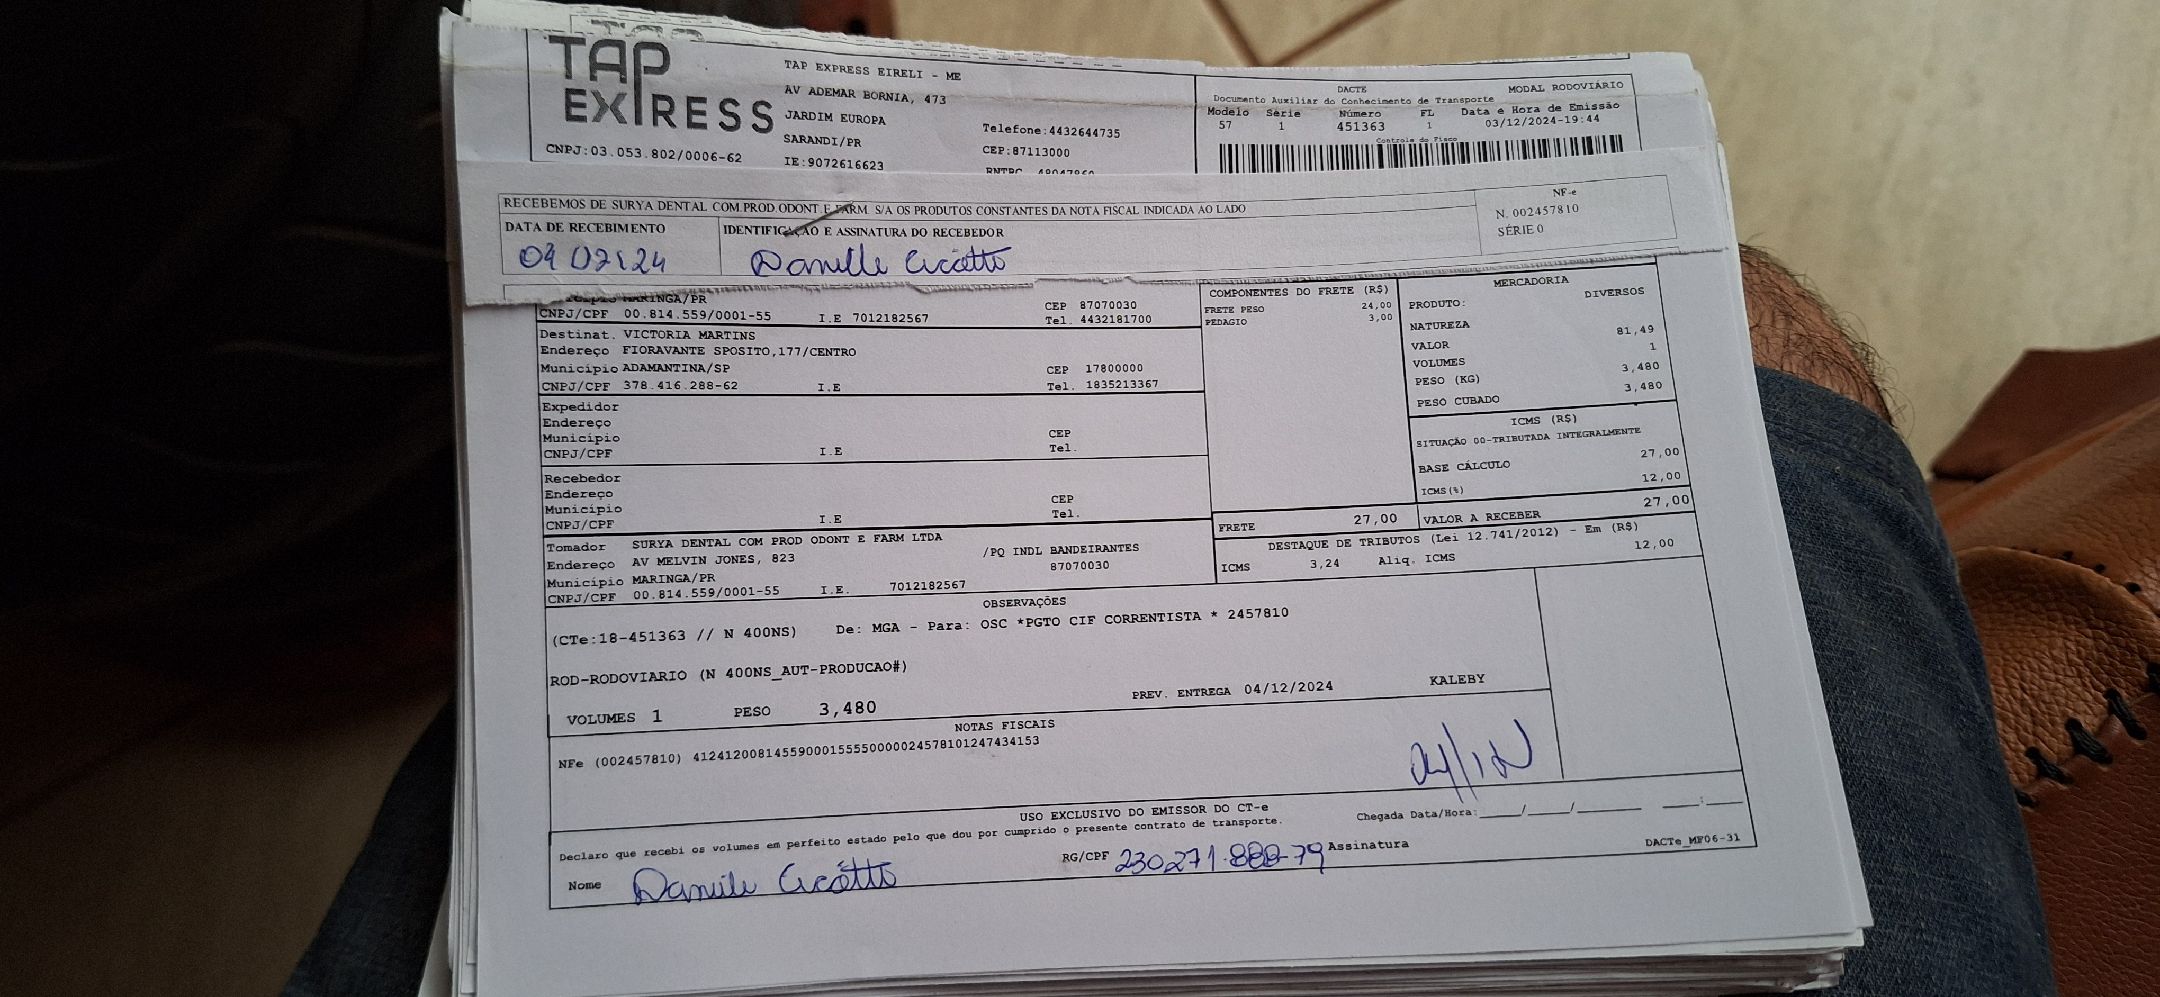 TAP EXPRESS
TAP EXPRESS EIRELI - ME
AV ADEMAR BORNIA, 473
JARDIM EUROPA
Telefone:4432644735
SARANDI/PR
CEP:87113000
CNPJ:03.053.802/0006-62
IE:9072616623
RNTRC
DACTE
MODAL RODOVIÁRIO
Documento Auxiliar do Conhecimento de Transporte
Modelo Série Número FL Data e Hora de Emissão
57 1 451363 1 03/12/2024-19:44
Controle do Fisco
RECEBEMOS DE SURYA DENTAL COM.PROD.ODONT E FARM. S/A OS PRODUTOS CONSTANTES DA NOTA FISCAL INDICADA AO LADO
NF-e
N. 002457810
SÉRIE 0
DATA DE RECEBIMENTO
IDENTIFICAÇÃO E ASSINATURA DO RECEBEDOR
MARINGA/PR CEP 87070030
CNPJ/CPF 00.814.559/0001-55 I.E 7012182567 Tel. 4432181700
Destinat. VICTORIA MARTINS
Endereço FIORAVANTE SPOSITO,177/CENTRO
Município ADAMANTINA/SP CEP 17800000
CNPJ/CPF 378.416.288-62 I.E Tel. 1835213367
Expedidor
Endereço
Município CEP
CNPJ/CPF I.E Tel.
Recebedor
Endereço
Município CEP
CNPJ/CPF I.E Tel.
Tomador SURYA DENTAL COM PROD ODONT E FARM LTDA
Endereço AV MELVIN JONES, 823 /PQ INDL BANDEIRANTES
Município MARINGA/PR 87070030
CNPJ/CPF 00.814.559/0001-55 I.E. 7012182567
COMPONENTES DO FRETE (R$)
FRETE PESO 24,00
PEDAGIO 3,00
FRETE 27,00
MERCADORIA
PRODUTO: DIVERSOS
NATUREZA
VALOR 81,49
VOLUMES 1
PESO (KG) 3,480
PESO CUBADO 3,480
ICMS (R$)
SITUAÇÃO 00-TRIBUTADA INTEGRALMENTE
BASE CÁLCULO 27,00
ICMS(%) 12,00
VALOR A RECEBER 27,00
DESTAQUE DE TRIBUTOS (Lei 12.741/2012) - Em (R$)
ICMS 3,24 Aliq. ICMS 12,00
OBSERVAÇÕES
(CTe:18-451363 // N 400NS) De: MGA - Para: OSC *PGTO CIF CORRENTISTA * 2457810
ROD-RODOVIARIO (N 400NS_AUT-PRODUCAO#)
VOLUMES 1 PESO 3,480 PREV. ENTREGA 04/12/2024 KALEBY
NOTAS FISCAIS
NFe (002457810) 41241200814559000155550000024578101247434153
USO EXCLUSIVO DO EMISSOR DO CT-e
Declaro que recebi os volumes em perfeito estado pelo que dou por cumprido o presente contrato de transporte.
Chegada Data/Hora:____/____/________ ____:____
Nome
RG/CPF
Assinatura
DACTe_MF06-31